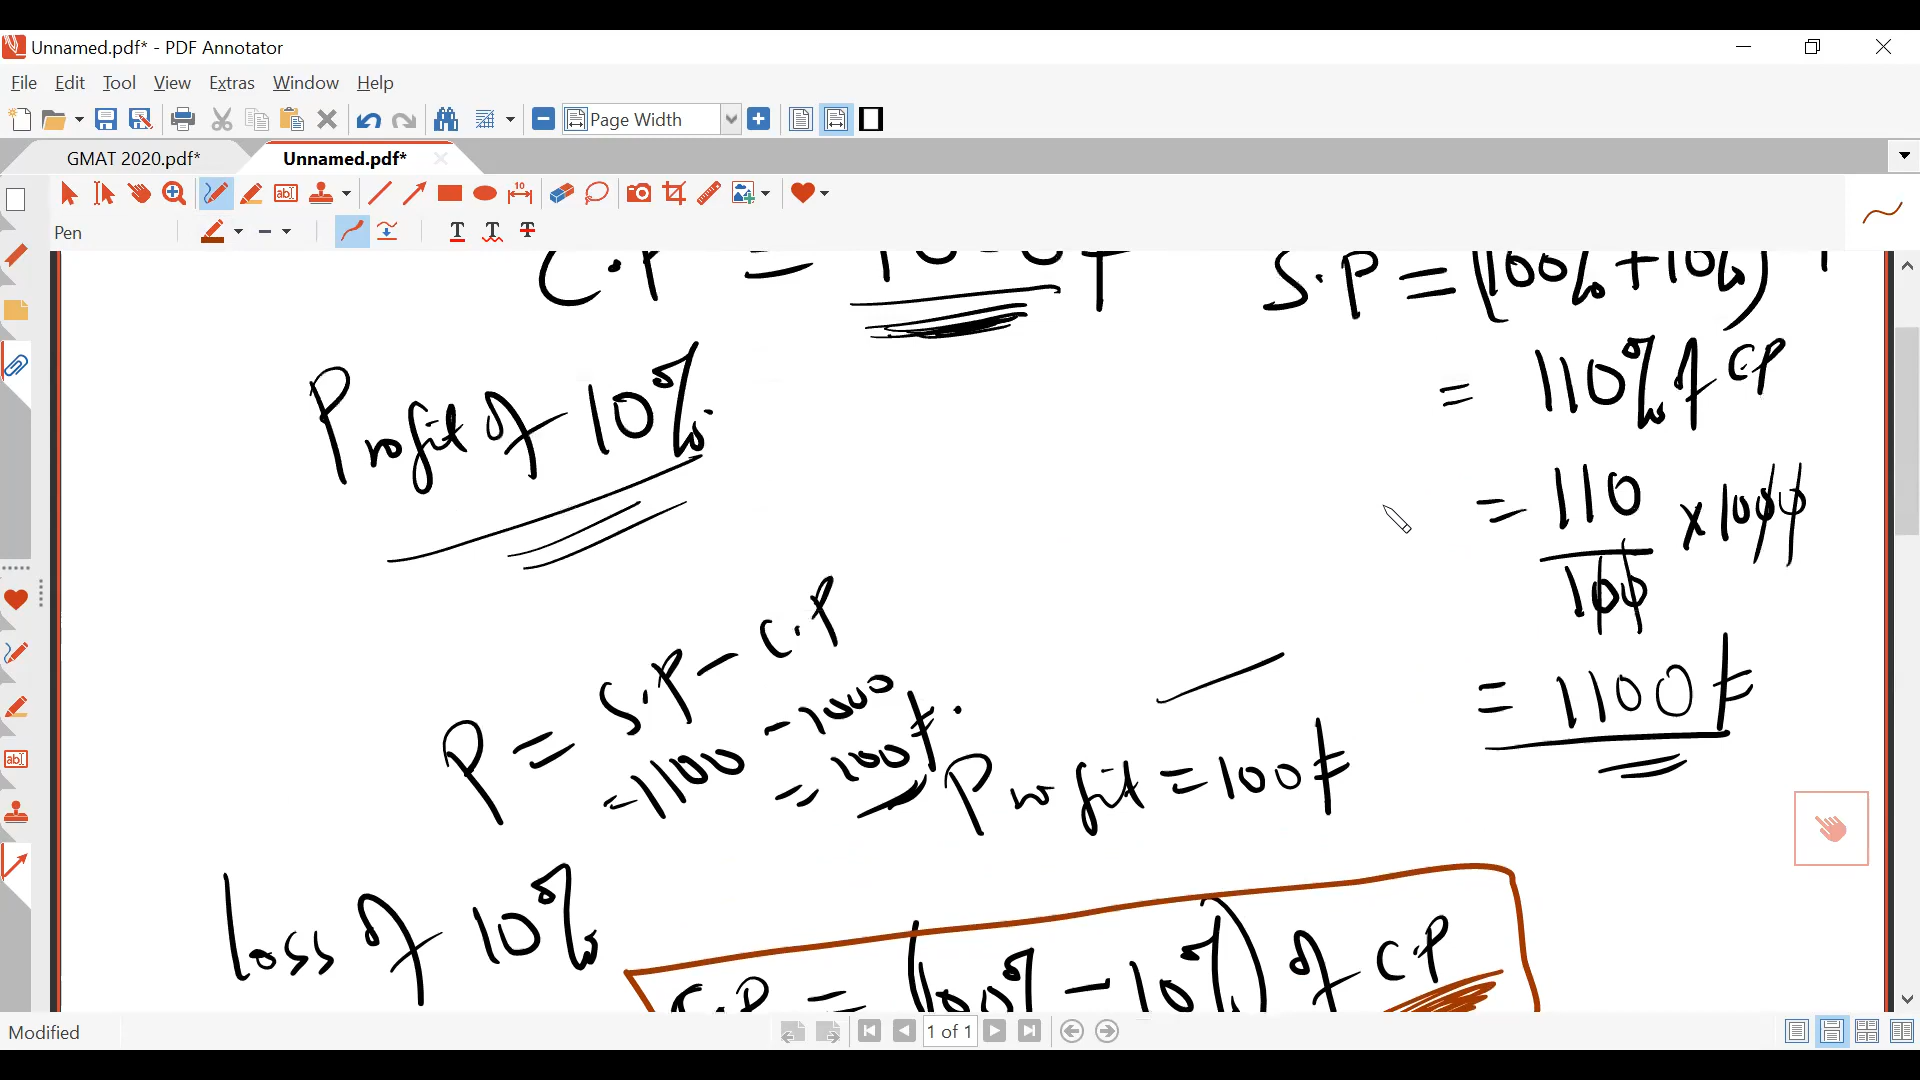 Unnamed.pdf* - PDF Annotator
File Edit Tool View Extras Window Help
Page Width
GMAT 2020.pdf* Unnamed.pdf*
Pen
C.P = 1000 ₹
S.P = (100% + 10%)
Profit of 10%.
= 110% of CP
= 110/100 x 1000
= 1100 ₹
P = S.P - C.P
= 1100 - 1000
= 100 ₹.
Profit = 100 ₹
Loss of 10%
S.P = (100% - 10%) of C.P
Modified
1 of 1